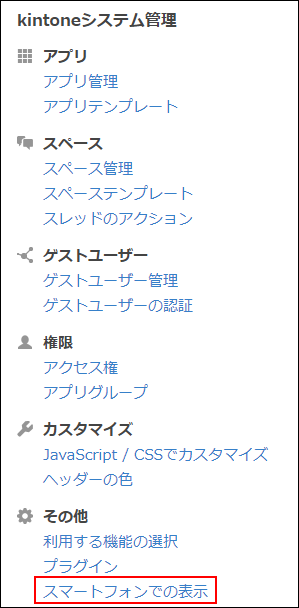 kintoneシステム管理
アプリ
アプリ管理
アプリテンプレート
スペース
スペース管理
スペーステンプレート
スレッドのアクション
ゲストユーザー
ゲストユーザー管理
ゲストユーザーの認証
権限
アクセス権
アプリグループ
カスタマイズ
JavaScript / CSSでカスタマイズ
ヘッダーの色
その他
利用する機能の選択
プラグイン
スマートフォンでの表示